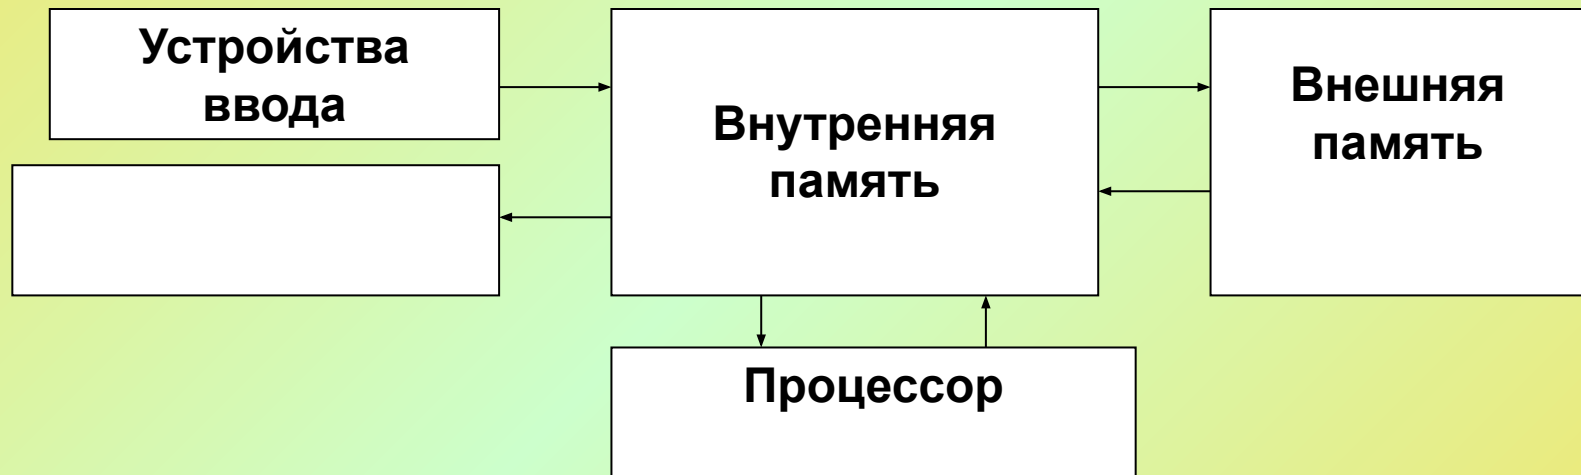 Устройства
ввода
Внутренняя
память
Внешняя
память
Процессор